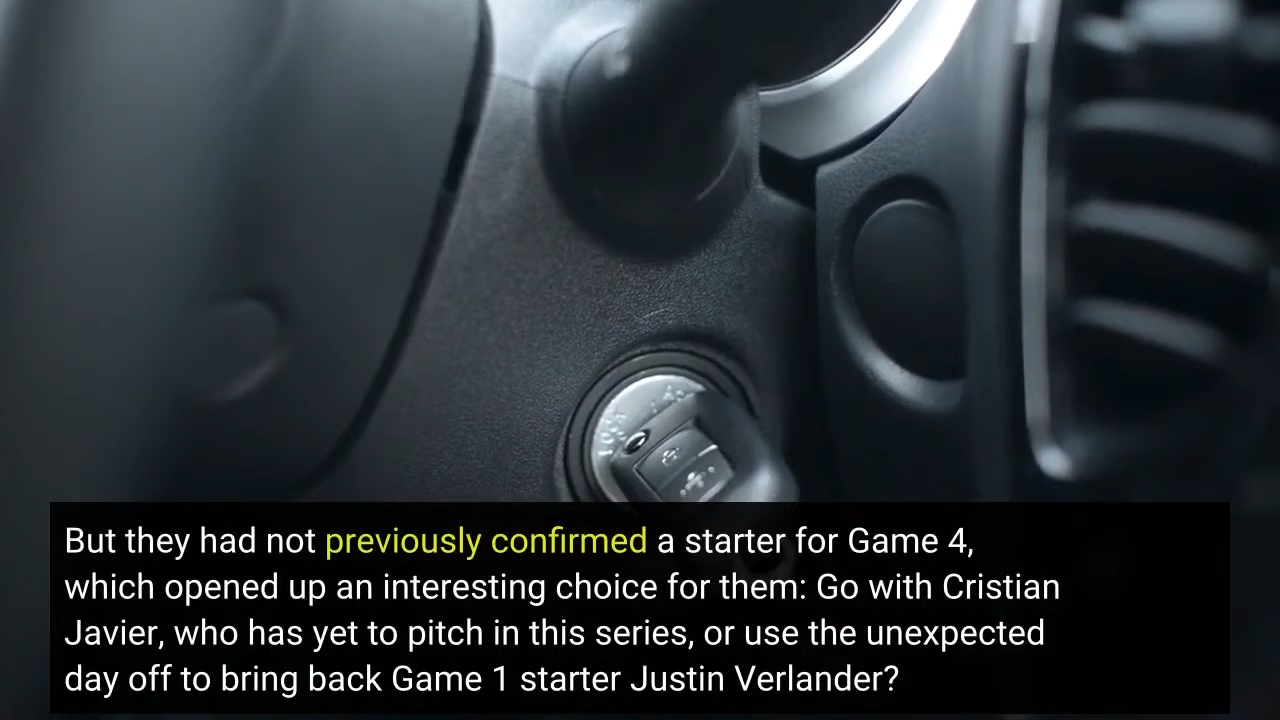 LOCK
But they had not previously confirmed a starter for Game 4,
which opened up an interesting choice for them: Go with Cristian
Javier, who has yet to pitch in this series, or use the unexpected
day off to bring back Game 1 starter Justin Verlander?